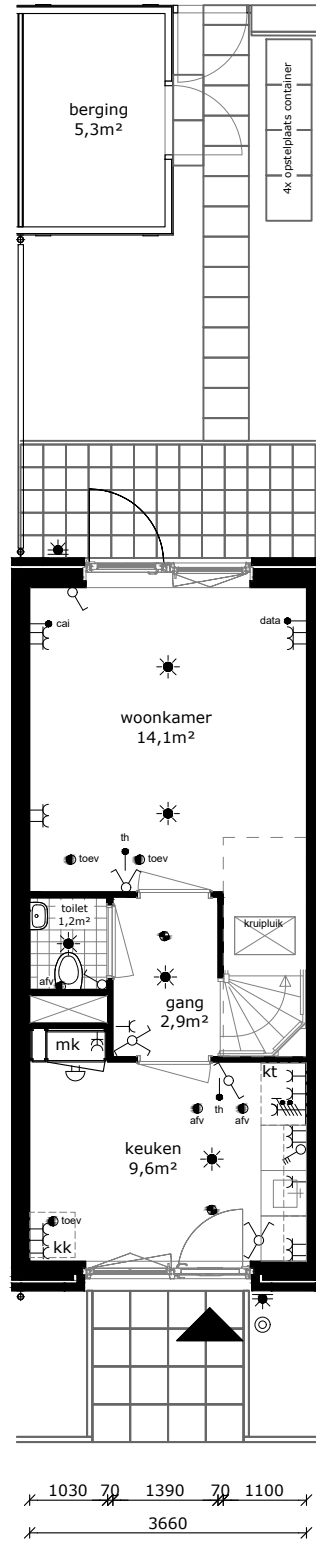 berging
5,3m²
4x opstelplaats container
cai
data
woonkamer
14,1m²
toev
th
toev
toilet
1,2m²
afv
kruipluik
gang
2,9m²
mk
kt
afv
th
afv
keuken
9,6m²
toev
kk
1030 70 1390 70 1100
3660